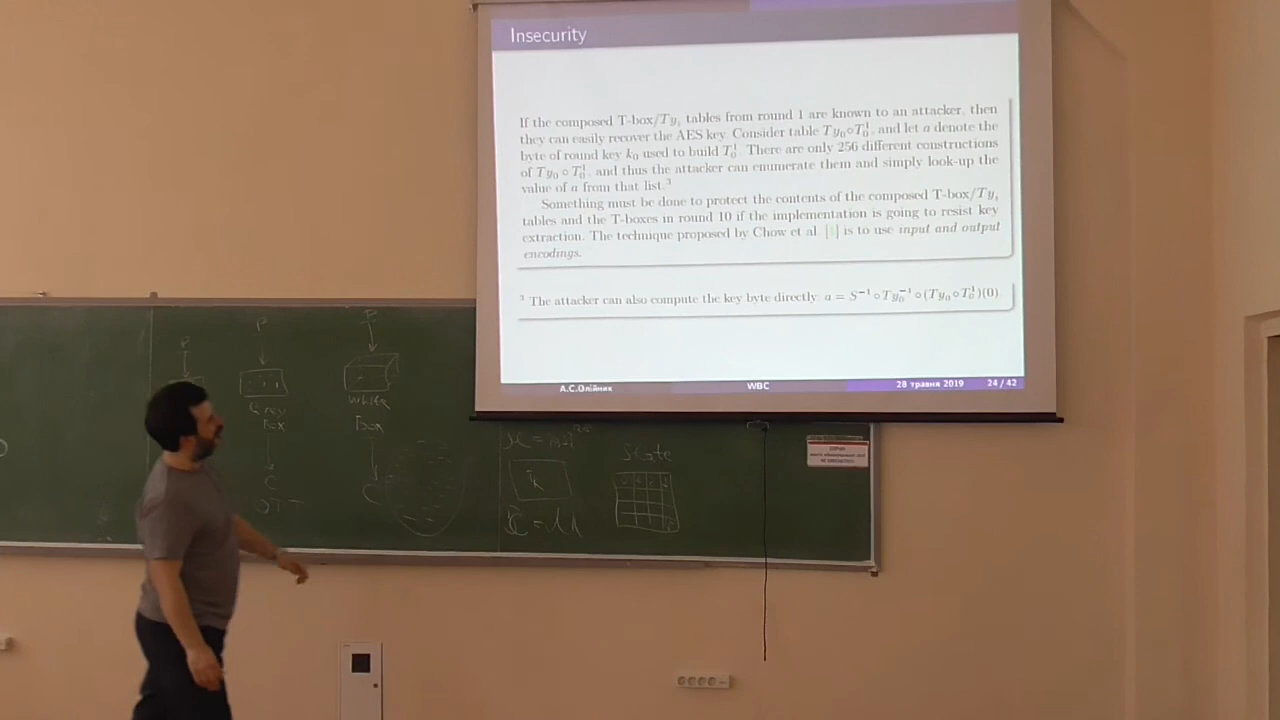 Insecurity
If the composed T-box/Tyᵢ tables from round 1 are known to an attacker, then
they can easily recover the AES key. Consider table Ty₀∘T₀¹, and let a denote the
byte of round key k₀ used to build T₀¹. There are only 256 different constructions
of Ty₀ ∘ T₀¹, and thus the attacker can enumerate them and simply look-up the
value of a from that list.³
Something must be done to protect the contents of the composed T-box/Tyᵢ
tables and the T-boxes in round 10 if the implementation is going to resist key
extraction. The technique proposed by Chow et al. [4] is to use input and output
encodings.
³ The attacker can also compute the key byte directly: a = S⁻¹ ∘ Ty₀⁻¹ ∘ (Ty₀ ∘ T₀¹)(0).
А.С.Олійник
WBC
28 травня 2019
24 / 42
P
P
P
Grey
Box
C
White
Box
C
State